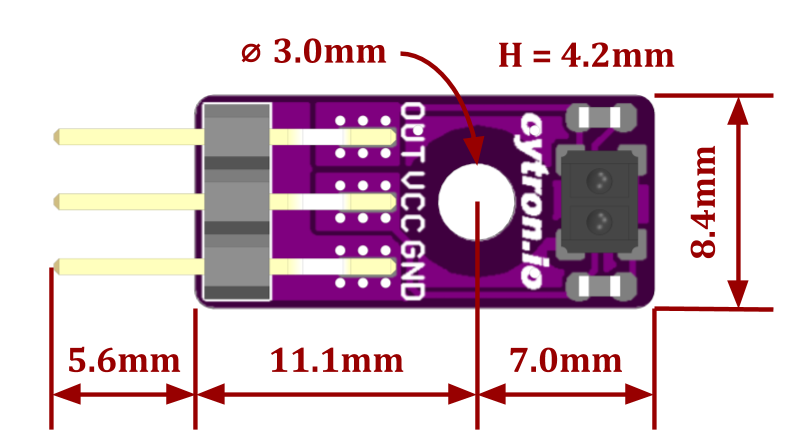 ⌀ 3.0mm
H = 4.2mm
OUT VCC GND
cytron.io
8.4mm
5.6mm
11.1mm
7.0mm